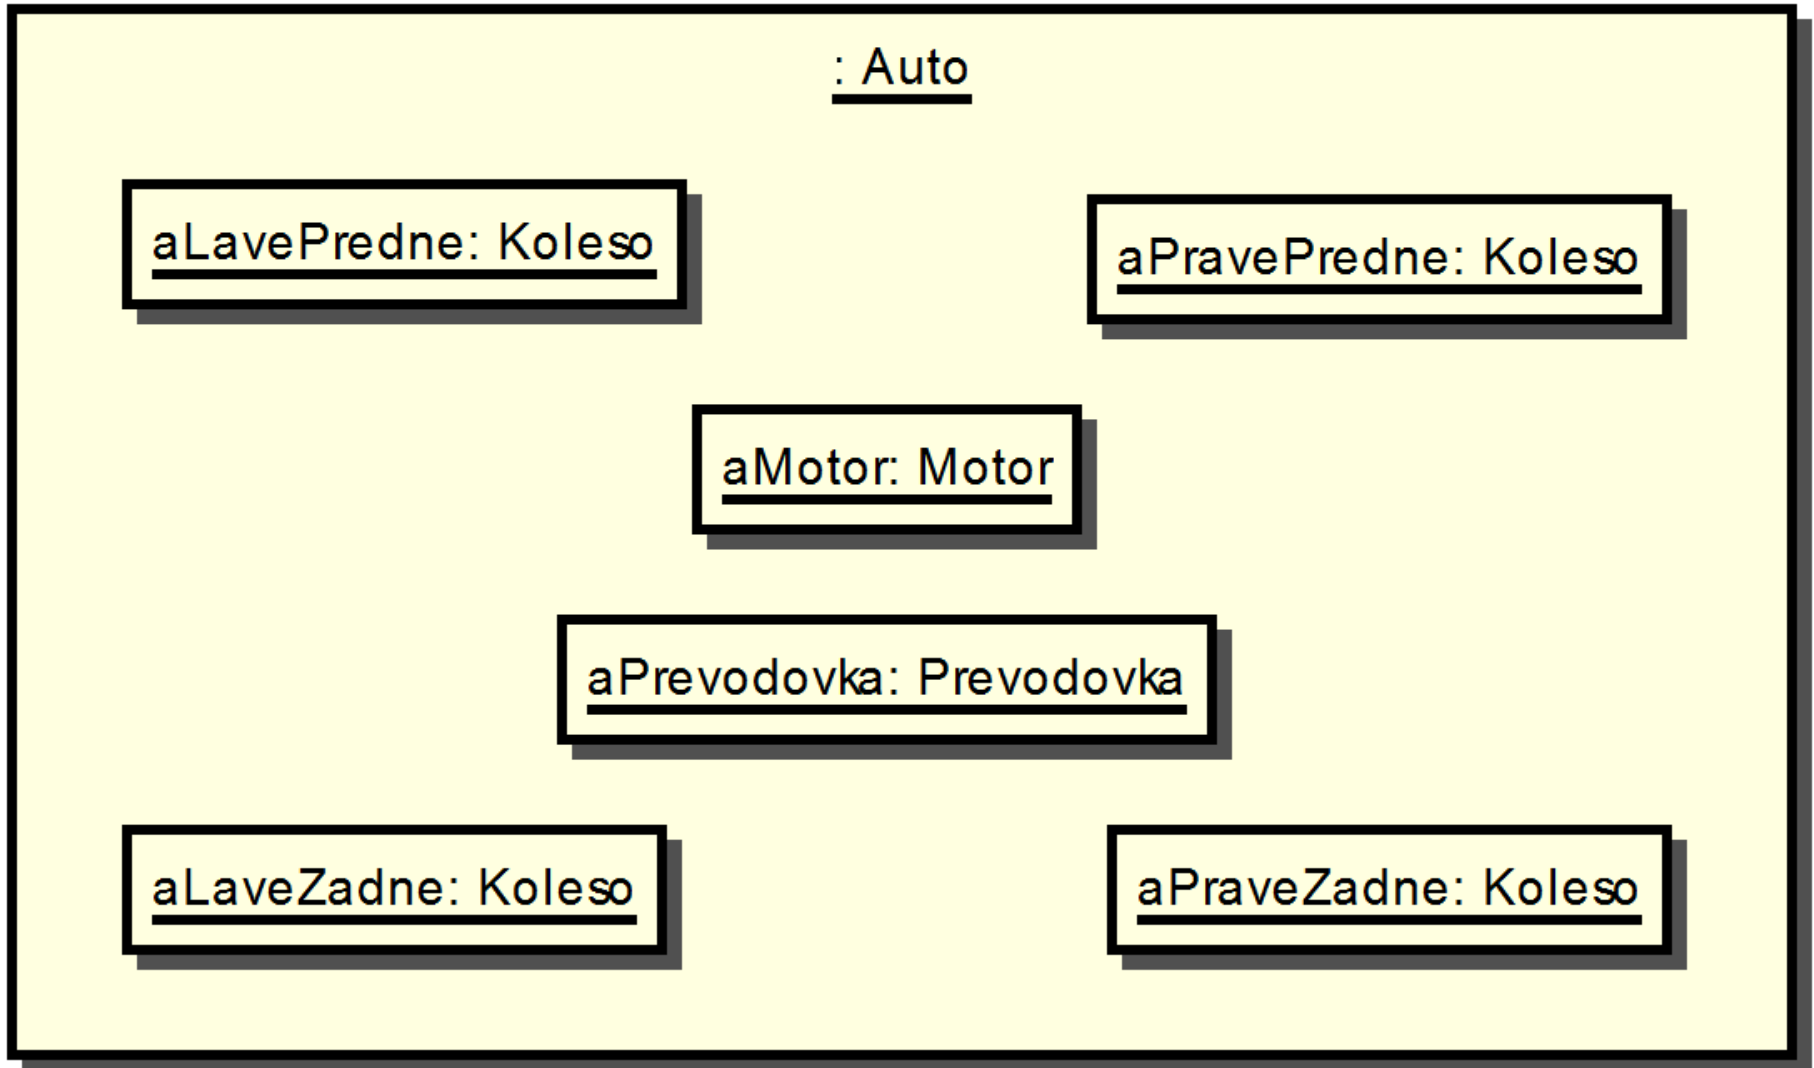 : Auto
aLavePredne: Koleso
aPravePredne: Koleso
aMotor: Motor
aPrevodovka: Prevodovka
aLaveZadne: Koleso
aPraveZadne: Koleso